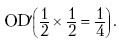 OD′(1/2 × 1/2 = 1/4).